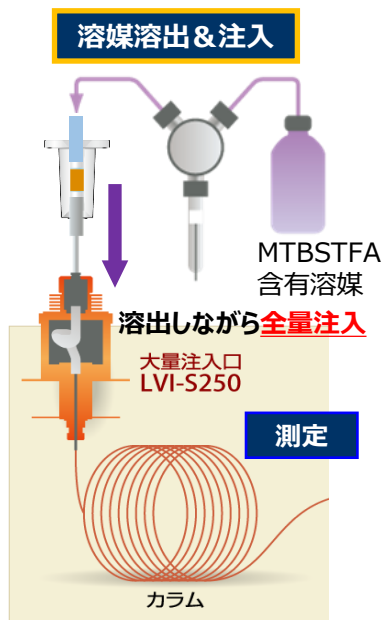 溶媒溶出＆注入
MTBSTFA
含有溶媒
溶出しながら全量注入
大量注入口
LVI-S250
測定
カラム